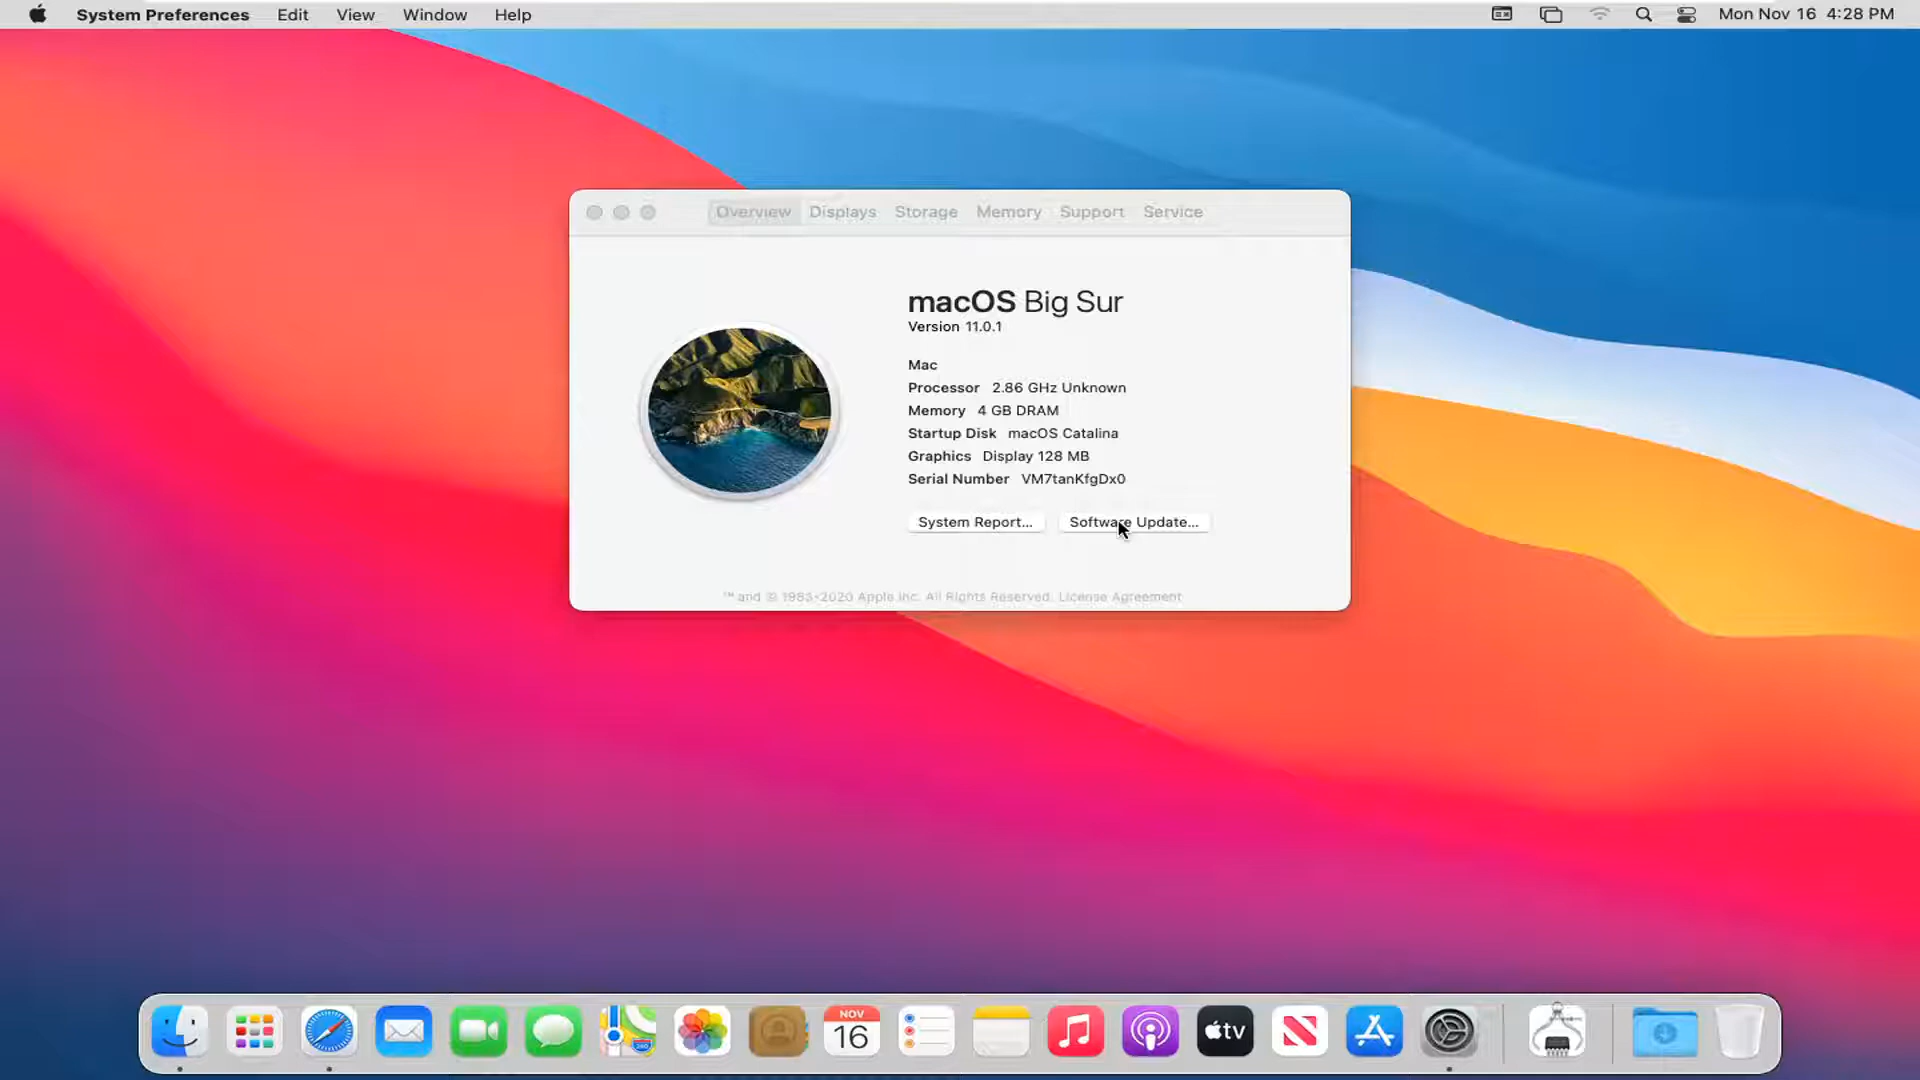 System Preferences Edit View Window Help Mon Nov 16 4:28 PM
Overview Displays Storage Memory Support Service
macOS Big Sur
Version 11.0.1
Mac
Processor 2.86 GHz Unknown
Memory 4 GB DRAM
Startup Disk macOS Catalina
Graphics Display 128 MB
Serial Number VM7tanKfgDx0
System Report... Software Update...
™ and © 1983-2020 Apple Inc. All Rights Reserved. License Agreement
NOV
16
tv